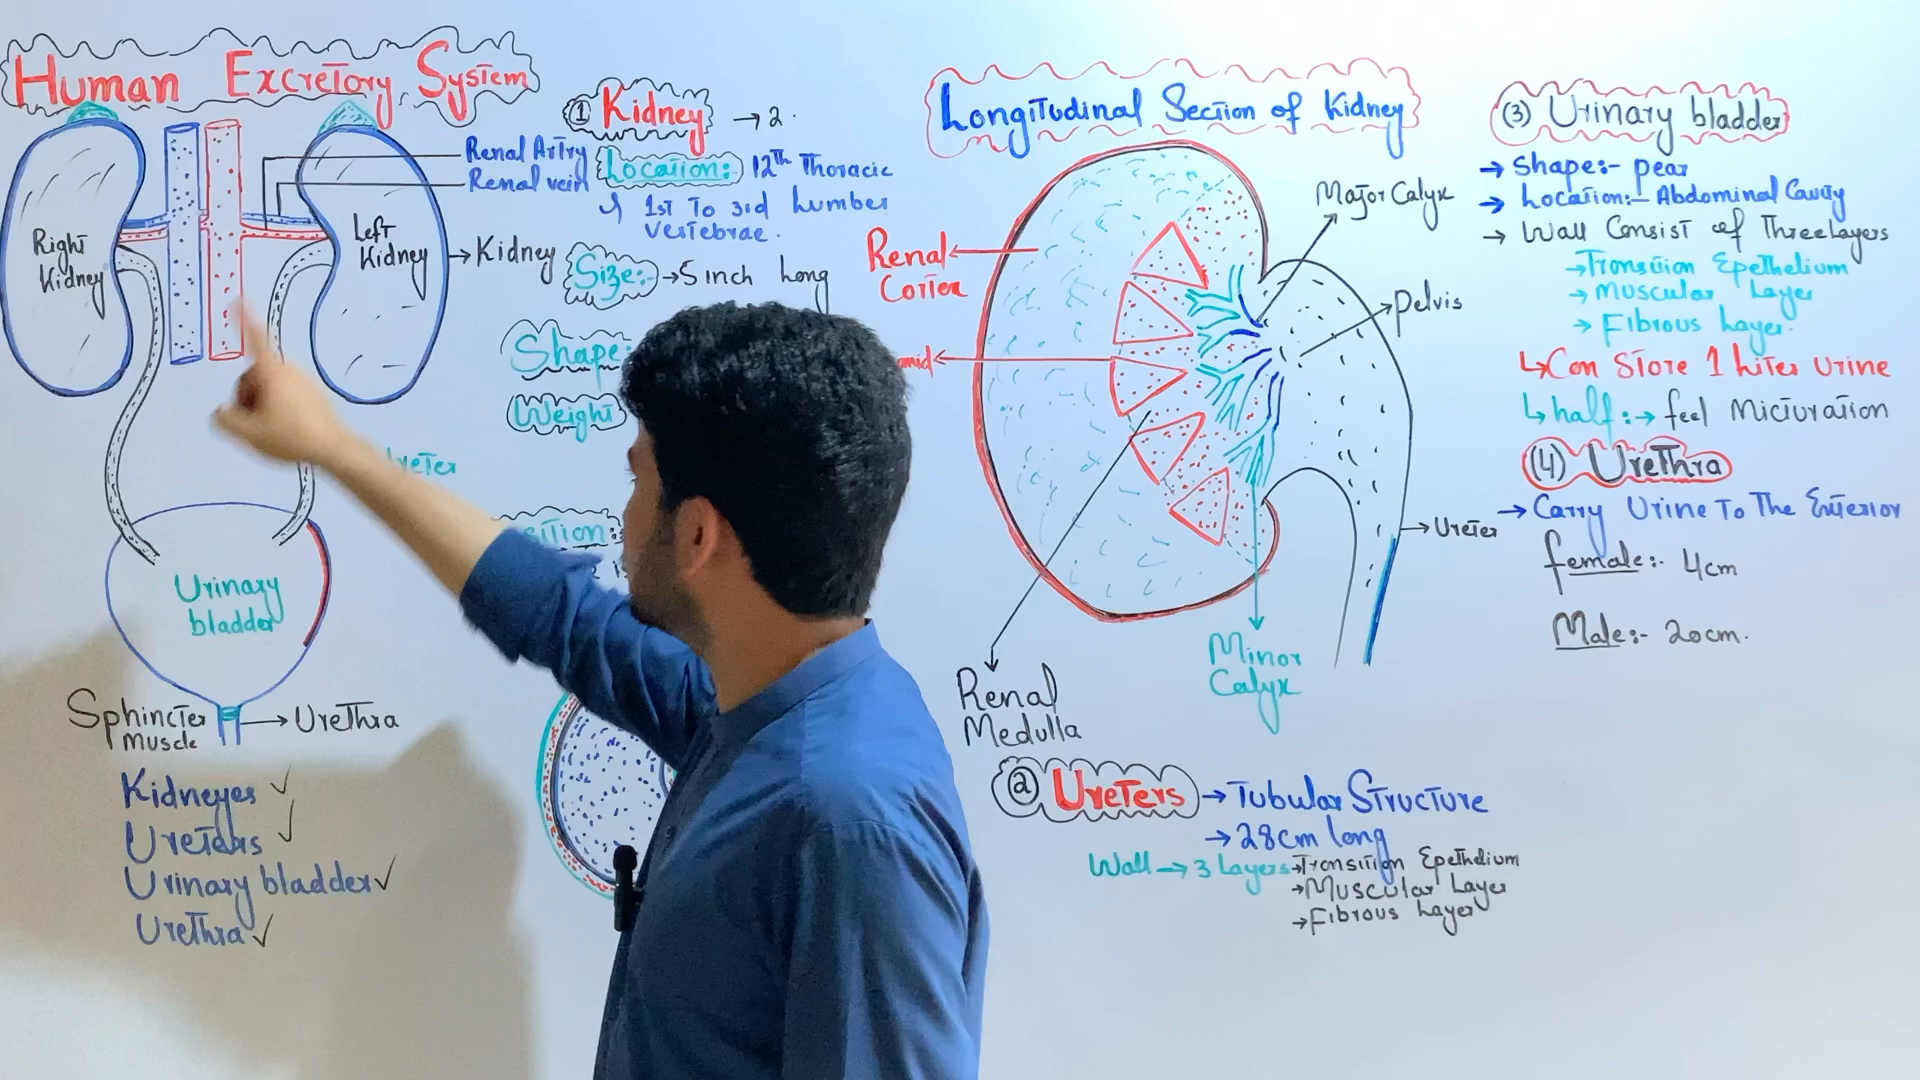 Human Excretory System
Right
Kidney
Left
Kidney
Renal Artry
Renal vein
Kidney
Urinary
bladder
Sphincter
Muscle
Urethra
Kidneyes ✓
Ureters ✓
Urinary bladder ✓
Urethra ✓
① Kidney → 2.
Location:- 12th Thoracic
1st To 3rd Lumber
vertebrae.
Size:- → 5 inch Long
Shape:
Weight
Longitudinal Section of Kidney
Renal
Cortex
Major Calyx
Pelvis
Ureter
Minor
Calyx
Renal
Medulla
② Ureters → Tubular Structure
→ 28cm long
Wall → 3 Layers → Transition Epethelium
→ Muscular Layer
→ Fibrous Layer
(3) Urinary bladder
→ Shape:- pear
→ Location:- Abdominal Cavity
→ Wall Consist of Three Layers
→ Transition Epethelium
→ Muscular Layer
→ Fibrous Layer.
↳ Can Store 1 Liter Urine
↳ half:→ feel Micturation
(4) Urethra
→ Carry Urine To The Exterior
female:- 4cm
Male:- 20cm.